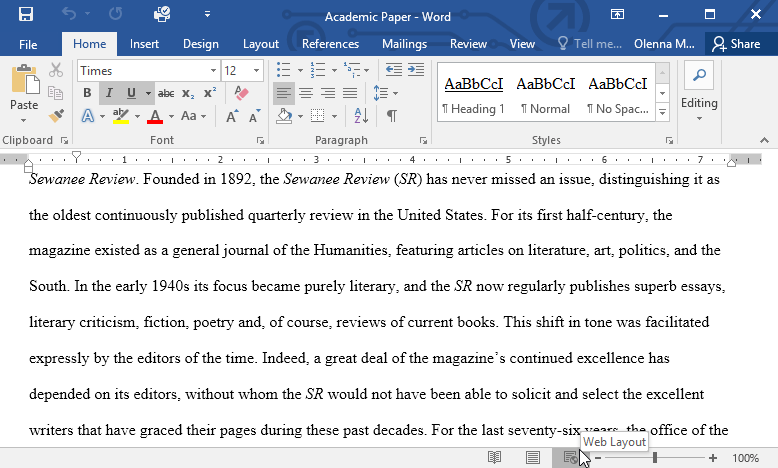 Academic Paper - Word
File Home Insert Design Layout References Mailings Review View Tell me... Olenna M... Share
Paste
Times 12
B I U abc X₂ X²
A aby A Aa A A
AaBbCcI AaBbCcI AaBbCcI
¶ Heading 1 ¶ Normal ¶ No Spac...
Editing
Clipboard Font Paragraph Styles
1 2 3 4 5 6 7
Sewanee Review. Founded in 1892, the Sewanee Review (SR) has never missed an issue, distinguishing it as
the oldest continuously published quarterly review in the United States. For its first half-century, the
magazine existed as a general journal of the Humanities, featuring articles on literature, art, politics, and the
South. In the early 1940s its focus became purely literary, and the SR now regularly publishes superb essays,
literary criticism, fiction, poetry and, of course, reviews of current books. This shift in tone was facilitated
expressly by the editors of the time. Indeed, a great deal of the magazine’s continued excellence has
depended on its editors, without whom the SR would not have been able to solicit and select the excellent
writers that have graced their pages during these past decades. For the last seventy-six years, the office of the
Web Layout
100%